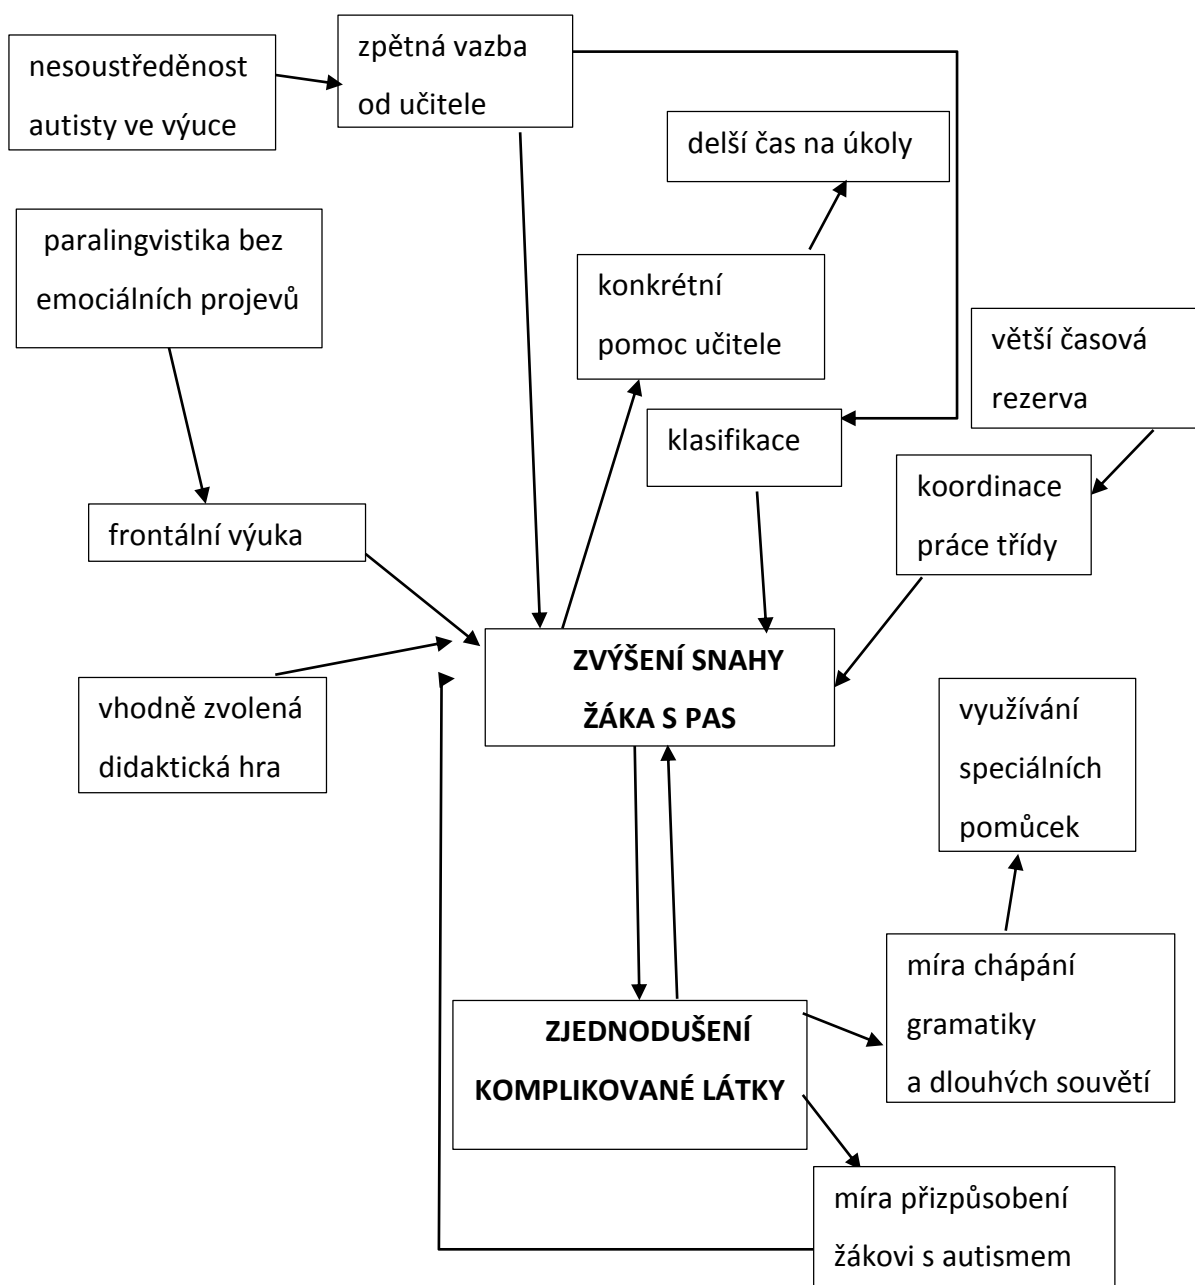 zpětná vazba
od učitele
nesoustředěnost
autisty ve výuce
delší čas na úkoly
paralingvistika bez
emociálních projevů
konkrétní
pomoc učitele
větší časová
rezerva
klasifikace
koordinace
práce třídy
frontální výuka
ZVÝŠENÍ SNAHY
ŽÁKA S PAS
vhodně zvolená
didaktická hra
využívání
speciálních
pomůcek
míra chápání
gramatiky
a dlouhých souvětí
ZJEDNODUŠENÍ
KOMPLIKOVANÉ LÁTKY
míra přizpůsobení
žákovi s autismem